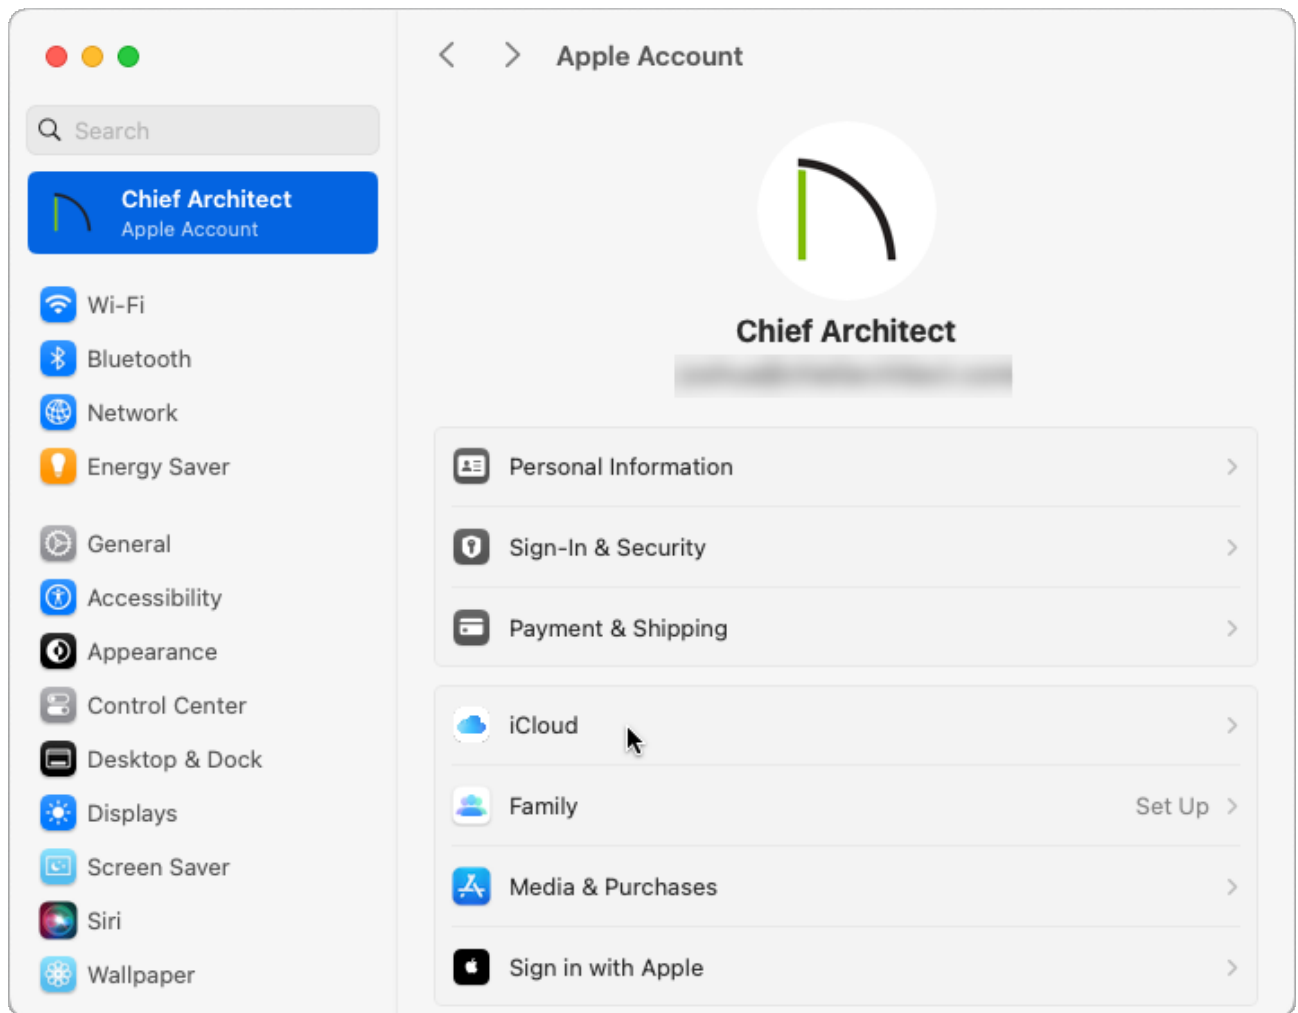 Apple Account
Search
Chief Architect
Apple Account
Wi-Fi
Bluetooth
Network
Energy Saver
General
Accessibility
Appearance
Control Center
Desktop & Dock
Displays
Screen Saver
Siri
Wallpaper
Chief Architect
Personal Information
Sign-In & Security
Payment & Shipping
iCloud
Family Set Up
Media & Purchases
Sign in with Apple